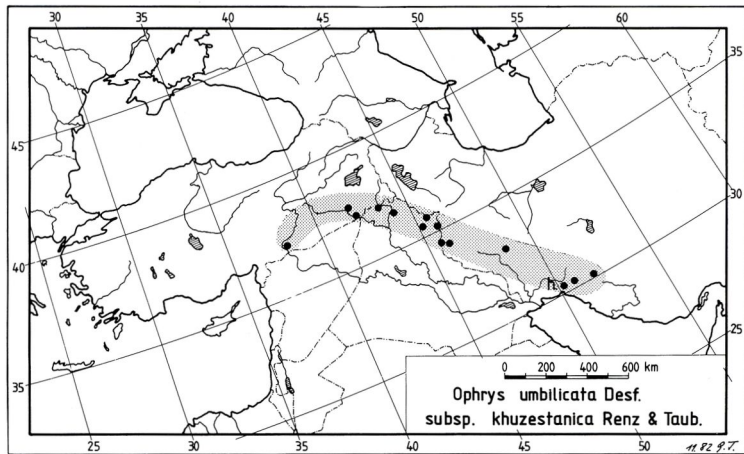 30 35 40 45 50 55 60
45 40 35
35 30 25
h.
0 200 400 600 km
Ophrys umbilicata Desf.
subsp. khuzestanica Renz & Taub.
25 30 35 40 45 50
11.82 G.T.